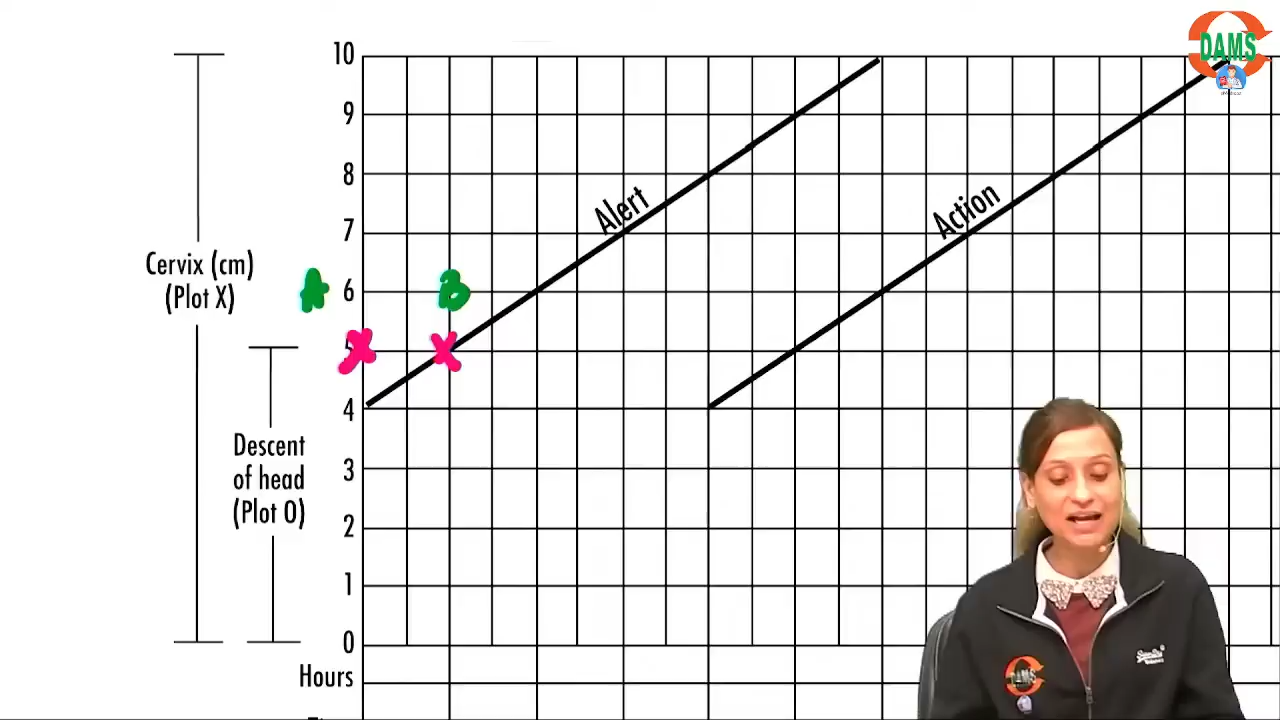 DAMS
10
9
8
7
6
5
4
3
2
1
0
Cervix (cm)
(Plot X)
Descent
of head
(Plot O)
Alert
Action
A
B
X
X
Hours
DAMS